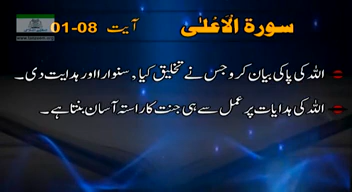 سورۃ الاعلٰی آیت 01-08
اللہ کی پاکی بیان کرو جس نے تخلیق کیا , سنوارا اور ہدایت دی۔
اللہ کی ہدایات پر عمل سے ہی جنت کا راستہ آسان بنتا ہے۔